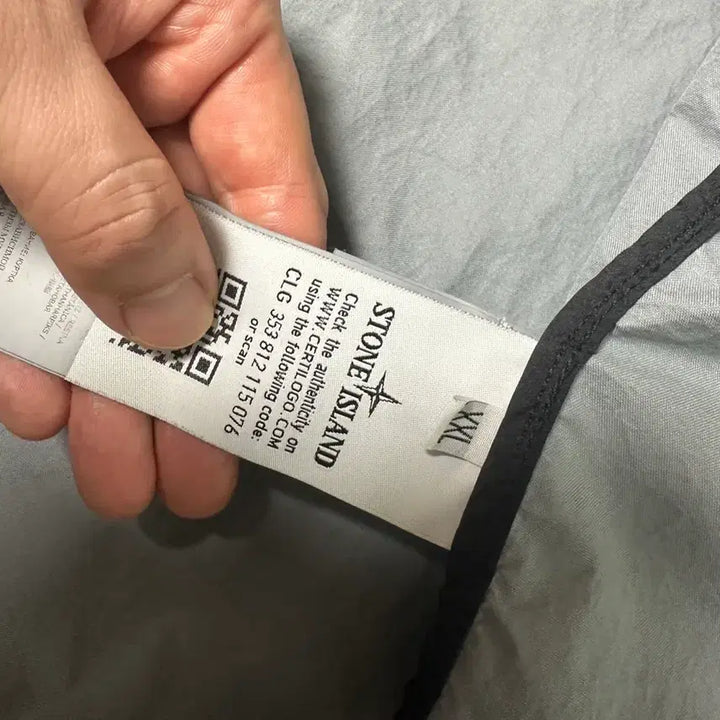 STONE ISLAND
Check the authenticity on
WWW.CERTILOGO.COM
using the following code:
CLG 353 812 115 076
or scan
XXL